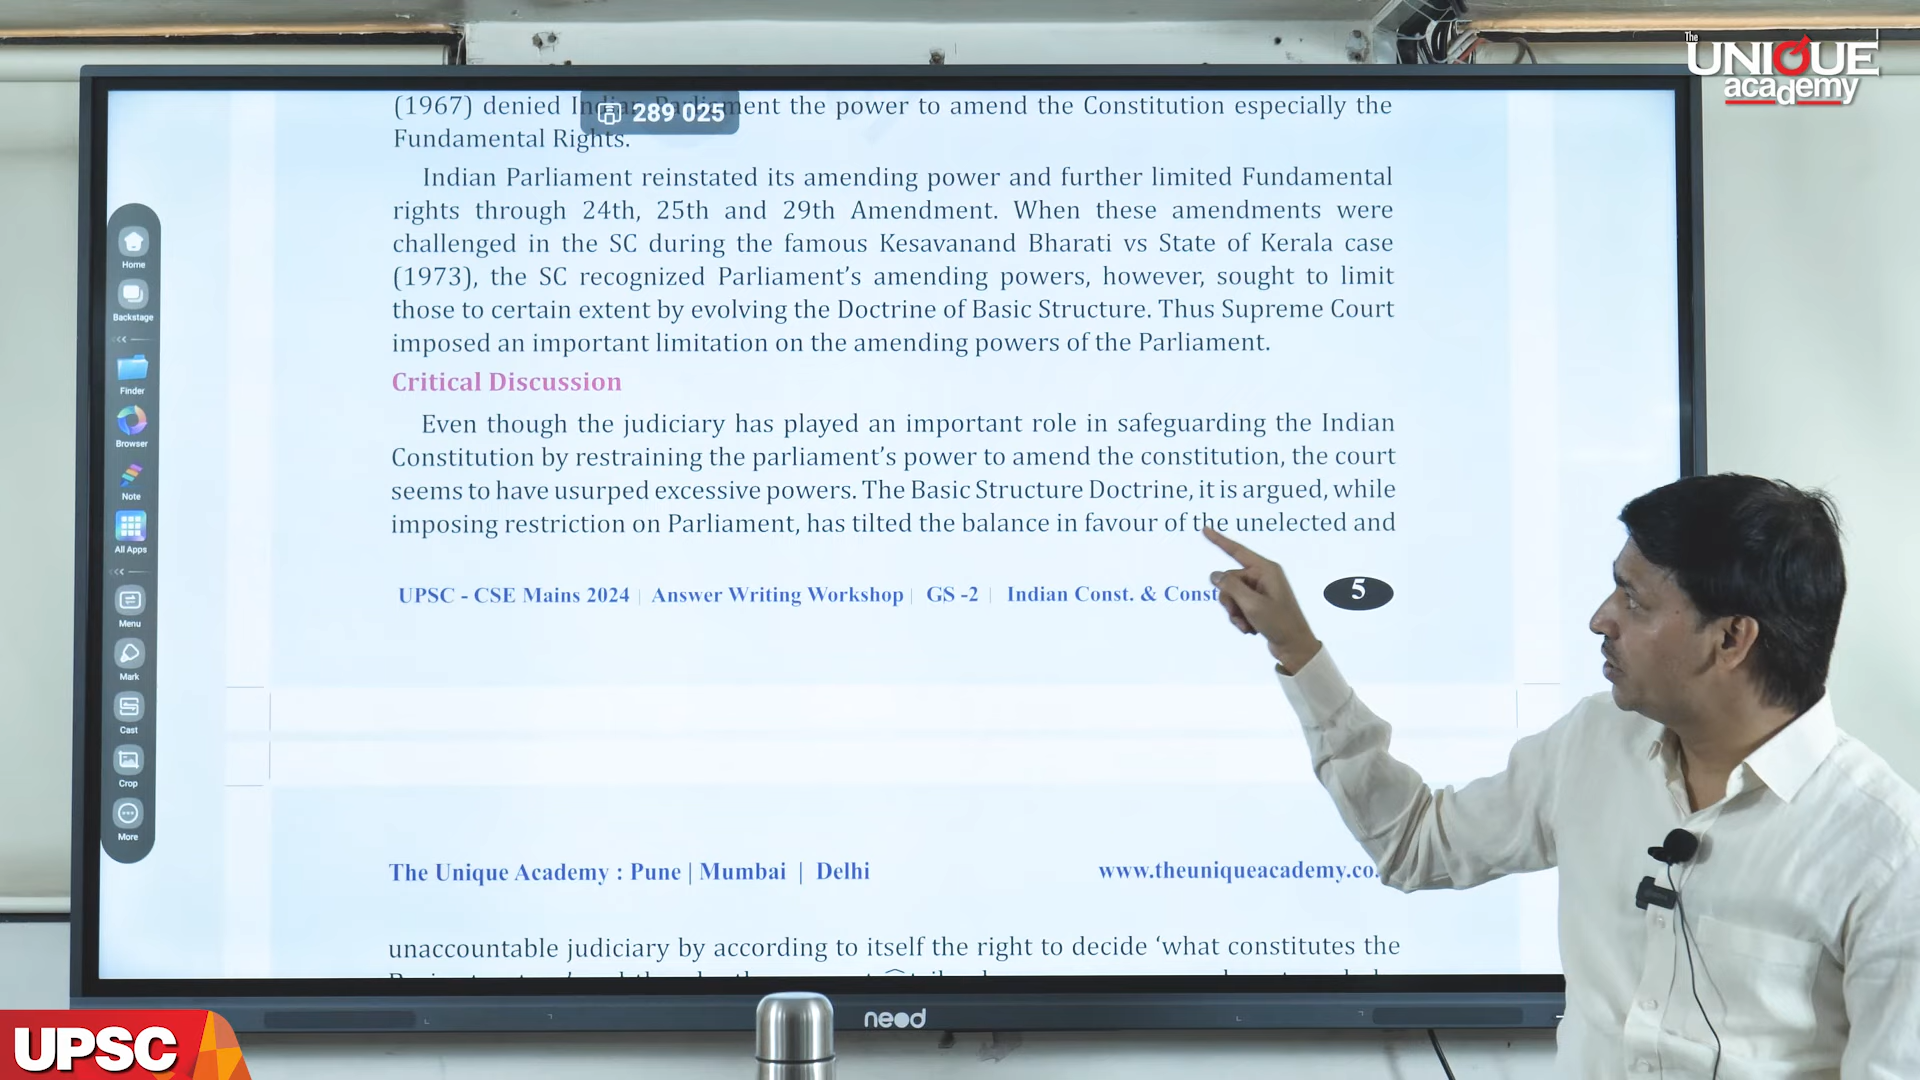 The
UNIQUE
academy
289 025
(1967) denied Indian Parliament the power to amend the Constitution especially the
Fundamental Rights.
Indian Parliament reinstated its amending power and further limited Fundamental
rights through 24th, 25th and 29th Amendment. When these amendments were
challenged in the SC during the famous Kesavanand Bharati vs State of Kerala case
(1973), the SC recognized Parliament's amending powers, however, sought to limit
those to certain extent by evolving the Doctrine of Basic Structure. Thus Supreme Court
imposed an important limitation on the amending powers of the Parliament.
Critical Discussion
Even though the judiciary has played an important role in safeguarding the Indian
Constitution by restraining the parliament's power to amend the constitution, the court
seems to have usurped excessive powers. The Basic Structure Doctrine, it is argued, while
imposing restriction on Parliament, has tilted the balance in favour of the unelected and
UPSC - CSE Mains 2024 | Answer Writing Workshop | GS -2 | Indian Const. & Const
5
The Unique Academy : Pune | Mumbai | Delhi
www.theuniqueacademy.co.
unaccountable judiciary by according to itself the right to decide 'what constitutes the
Home
Backstage
Finder
Browser
Note
All Apps
Menu
Mark
Cast
Crop
More
neod
UPSC